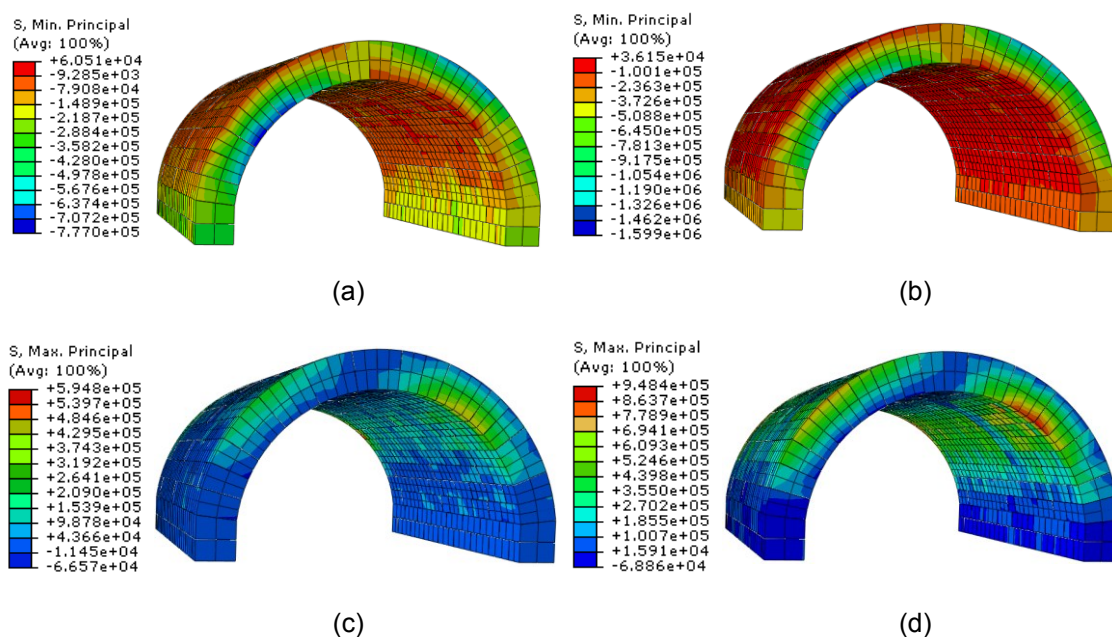 S, Min. Principal
(Avg: 100%)
+6.051e+04
-9.285e+03
-7.908e+04
-1.489e+05
-2.187e+05
-2.884e+05
-3.582e+05
-4.280e+05
-4.978e+05
-5.676e+05
-6.374e+05
-7.072e+05
-7.770e+05
(a)
S, Min. Principal
(Avg: 100%)
+3.615e+04
-1.001e+05
-2.363e+05
-3.726e+05
-5.088e+05
-6.450e+05
-7.813e+05
-9.175e+05
-1.054e+06
-1.190e+06
-1.326e+06
-1.462e+06
-1.599e+06
(b)
S, Max. Principal
(Avg: 100%)
+5.948e+05
+5.397e+05
+4.846e+05
+4.295e+05
+3.743e+05
+3.192e+05
+2.641e+05
+2.090e+05
+1.539e+05
+9.878e+04
+4.366e+04
-1.145e+04
-6.657e+04
(c)
S, Max. Principal
(Avg: 100%)
+9.484e+05
+8.637e+05
+7.789e+05
+6.941e+05
+6.093e+05
+5.246e+05
+4.398e+05
+3.550e+05
+2.702e+05
+1.855e+05
+1.007e+05
+1.591e+04
-6.886e+04
(d)